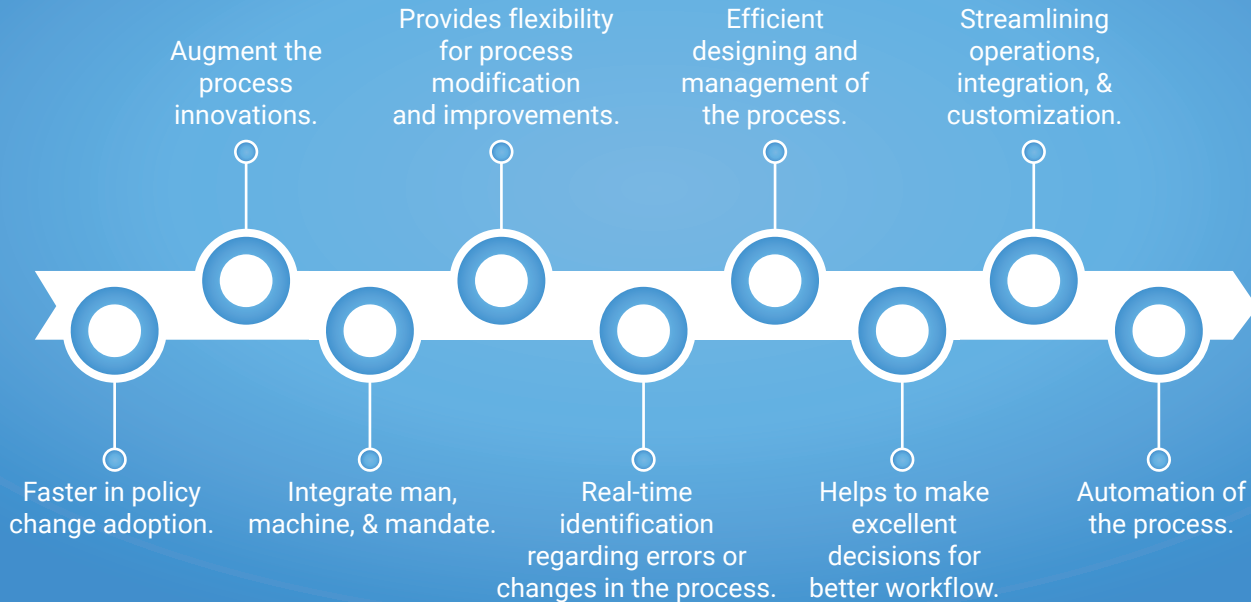 Augment the
process
innovations.
Provides flexibility
for process
modification
and improvements.
Efficient
designing and
management of
the process.
Streamlining
operations,
integration, &
customization.
Faster in policy
change adoption.
Integrate man,
machine, & mandate.
Real-time
identification
regarding errors or
changes in the process.
Helps to make
excellent
decisions for
better workflow.
Automation of
the process.